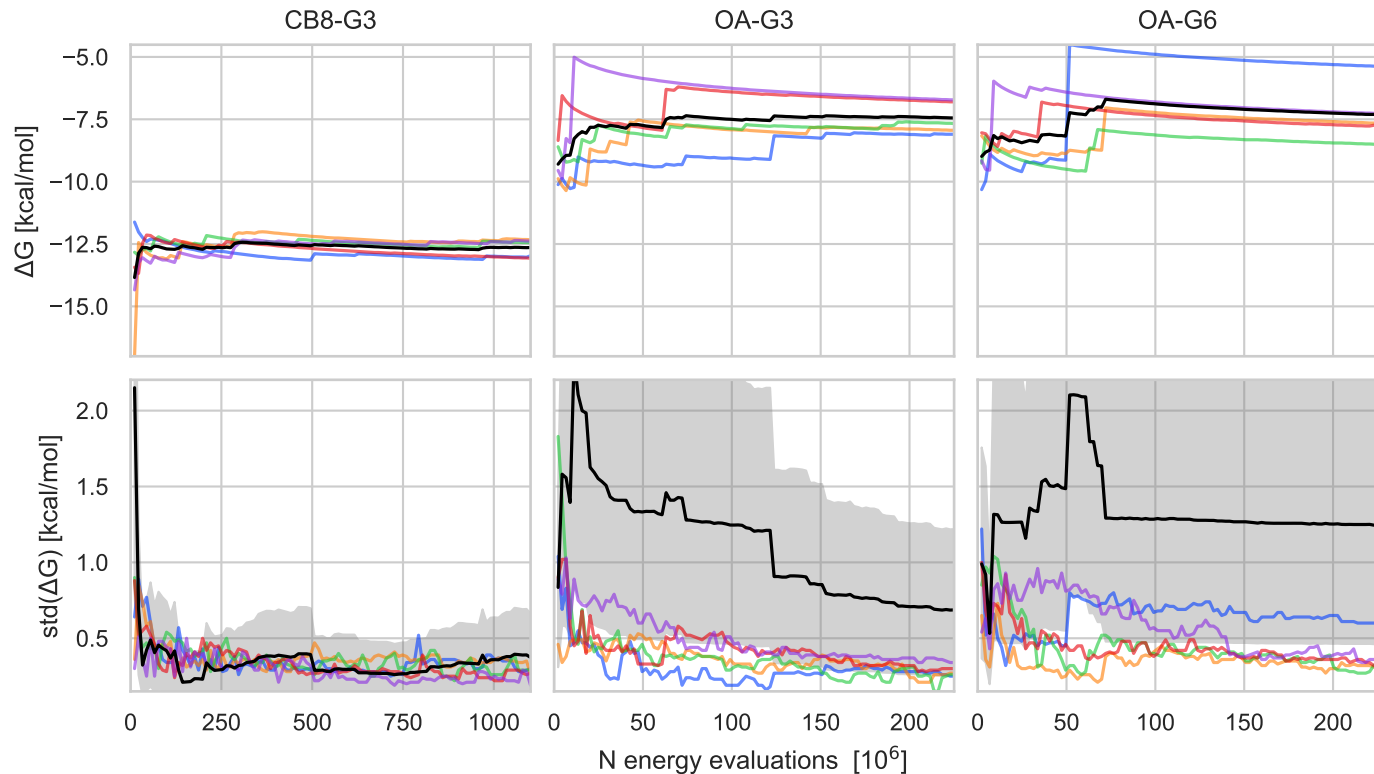 CB8-G3 OA-G3 OA-G6
ΔG [kcal/mol]
−5.0
−7.5
−10.0
−12.5
−15.0
std(ΔG) [kcal/mol]
2.0
1.5
1.0
0.5
0 250 500 750 1000 0 50 100 150 200 0 50 100 150 200
N energy evaluations [10⁶]